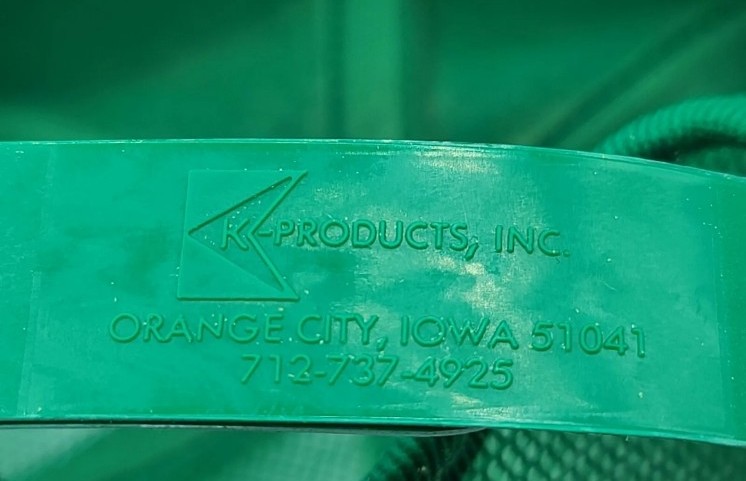 K-PRODUCTS, INC.
ORANGE CITY, IOWA 51041
712-737-4925